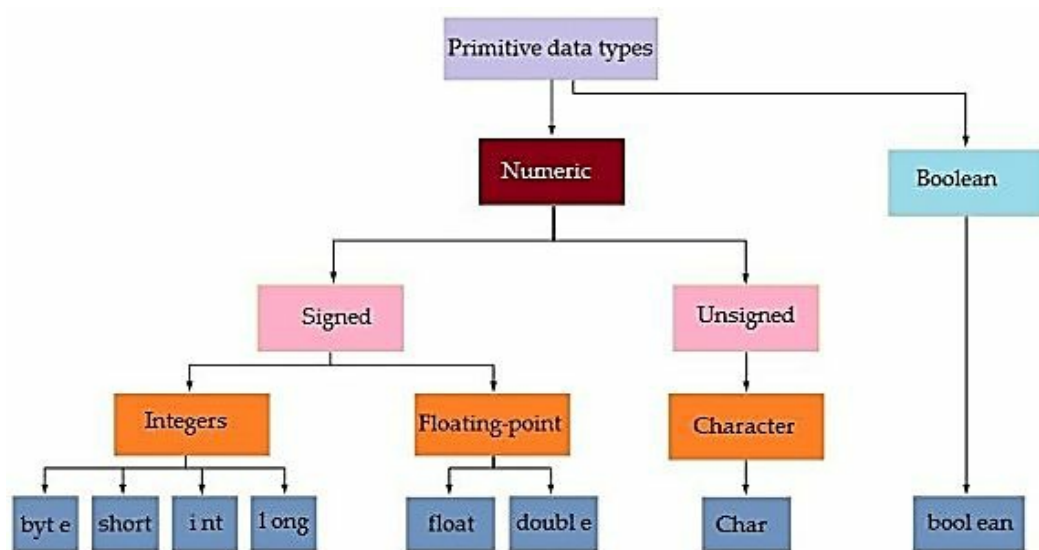 Primitive data types
Numeric
Boolean
Signed
Unsigned
Integers
Floating-point
Character
byt e
short
i nt
l ong
float
doubl e
Char
bool ean